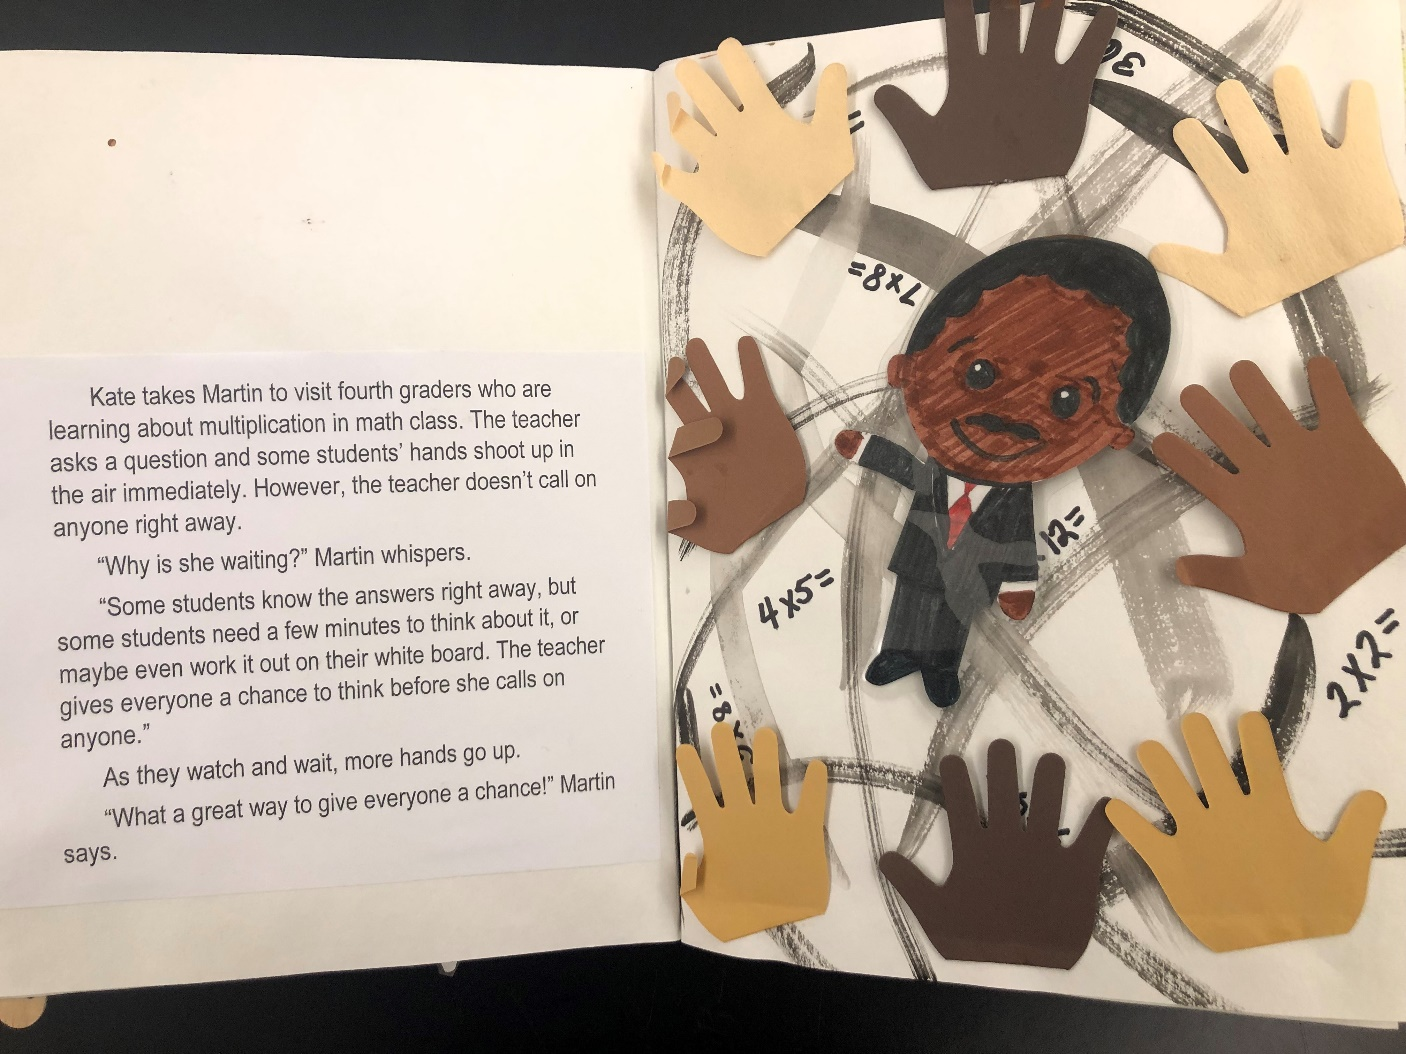 Kate takes Martin to visit fourth graders who are
learning about multiplication in math class. The teacher
asks a question and some students’ hands shoot up in
the air immediately. However, the teacher doesn’t call on
anyone right away.
“Why is she waiting?” Martin whispers.
“Some students know the answers right away, but
some students need a few minutes to think about it, or
maybe even work it out on their white board. The teacher
gives everyone a chance to think before she calls on
anyone.”
As they watch and wait, more hands go up.
“What a great way to give everyone a chance!” Martin
says.
7x8=
12=
4x5=
2x2=